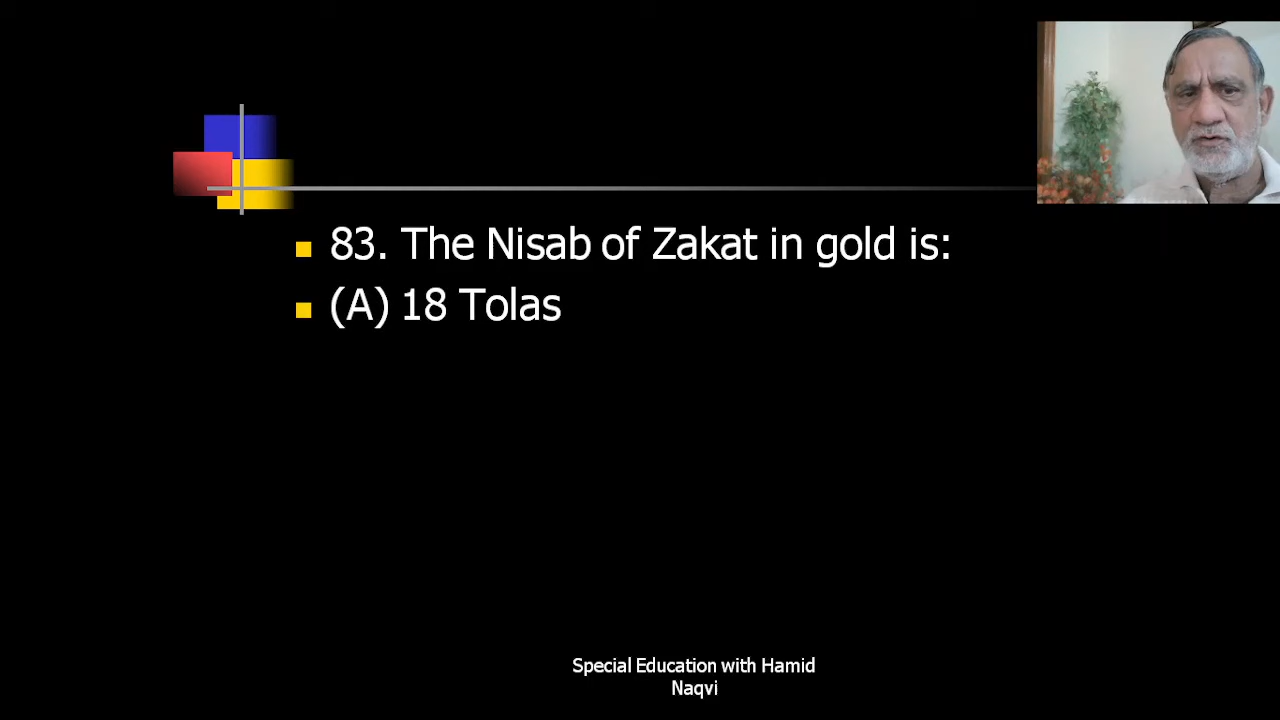 83. The Nisab of Zakat in gold is:
(A) 18 Tolas
Special Education with Hamid
Naqvi